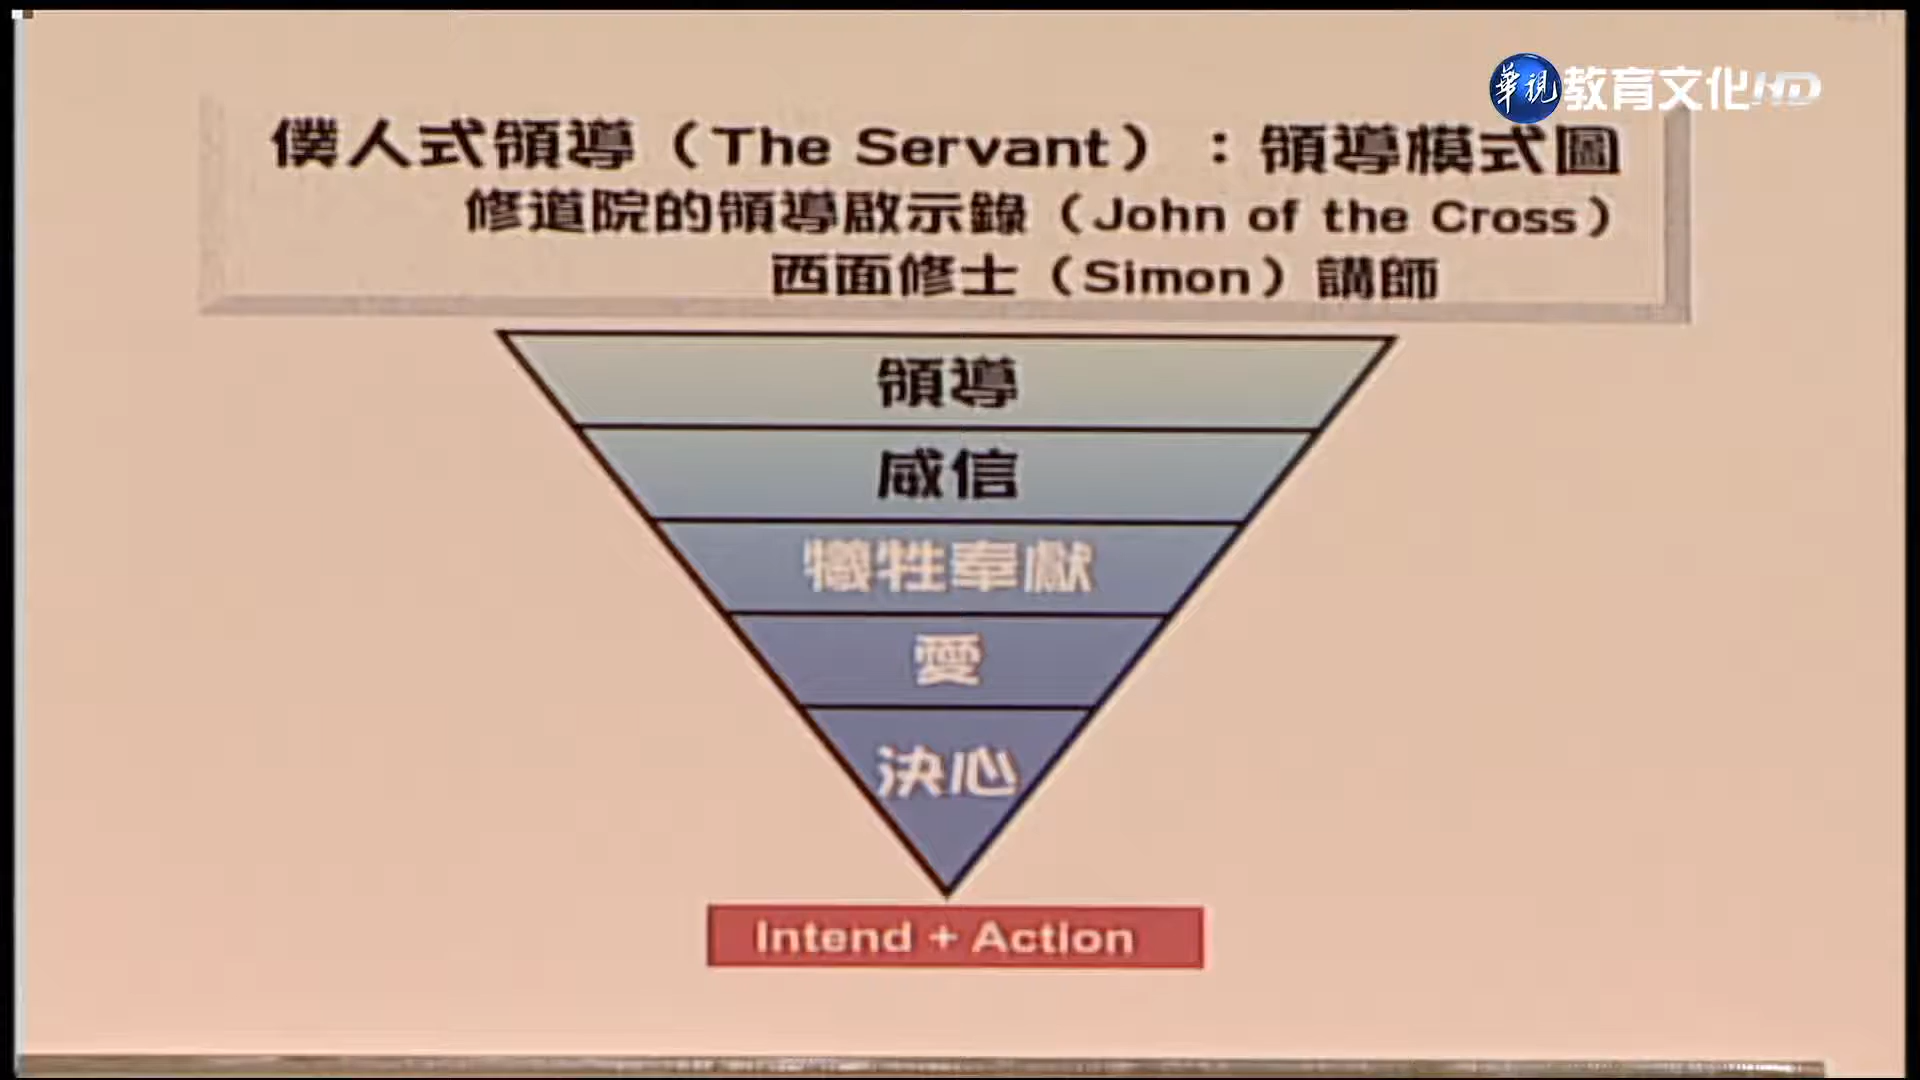 華視 教育文化HD
僕人式領導（The Servant）：領導模式圖
修道院的領導啟示錄（John of the Cross）
西面修士（Simon）講師
領導
威信
犧牲奉獻
愛
決心
Intend + Action